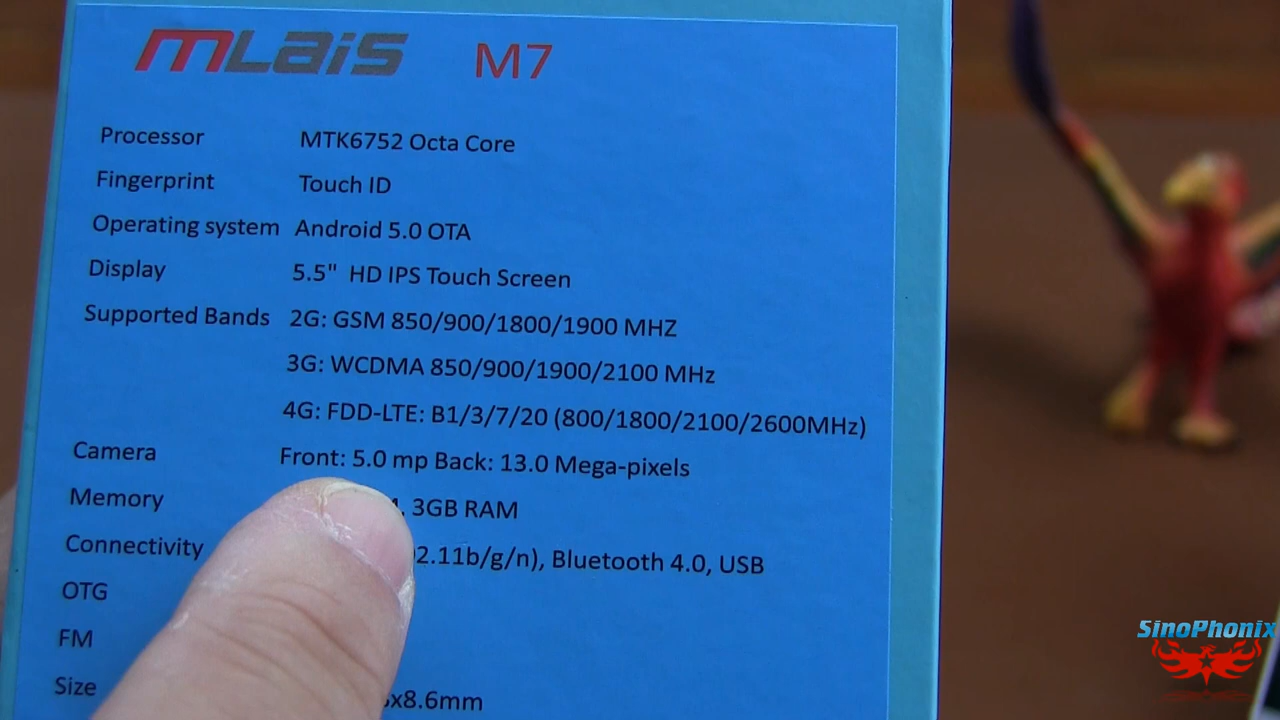 mLais M7
Processor MTK6752 Octa Core
Fingerprint Touch ID
Operating system Android 5.0 OTA
Display 5.5" HD IPS Touch Screen
Supported Bands 2G: GSM 850/900/1800/1900 MHZ
3G: WCDMA 850/900/1900/2100 MHz
4G: FDD-LTE: B1/3/7/20 (800/1800/2100/2600MHz)
Camera Front: 5.0 mp Back: 13.0 Mega-pixels
Memory , 3GB RAM
Connectivity 2.11b/g/n), Bluetooth 4.0, USB
OTG
FM
Size x8.6mm
SinoPhonix